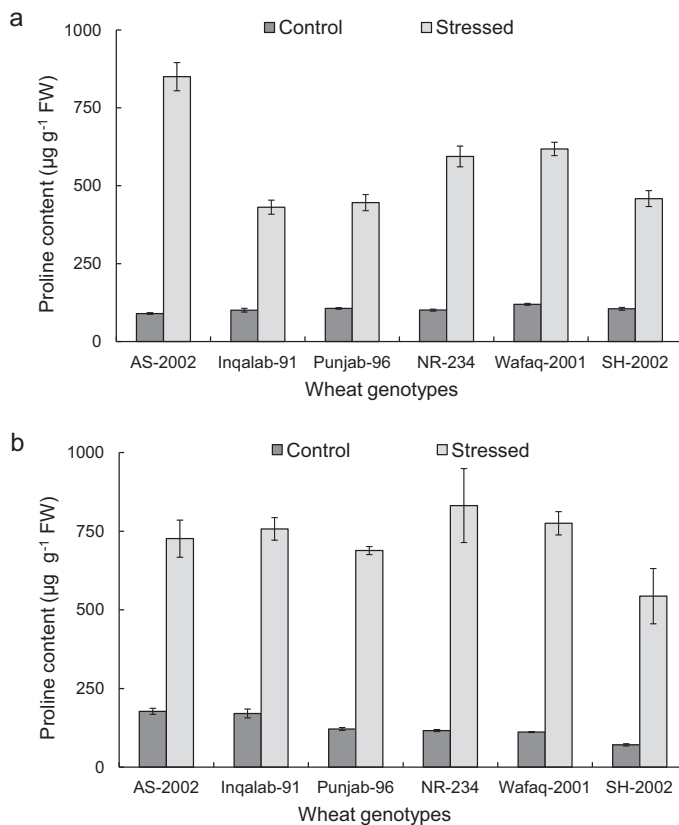 a
1000
Control
Stressed
750
500
250
0
Proline content (µg g⁻¹ FW)
AS-2002 Inqalab-91 Punjab-96 NR-234 Wafaq-2001 SH-2002
Wheat genotypes
b
1000
Control
Stressed
750
500
250
0
Proline content (µg g⁻¹ FW)
AS-2002 Inqalab-91 Punjab-96 NR-234 Wafaq-2001 SH-2002
Wheat genotypes